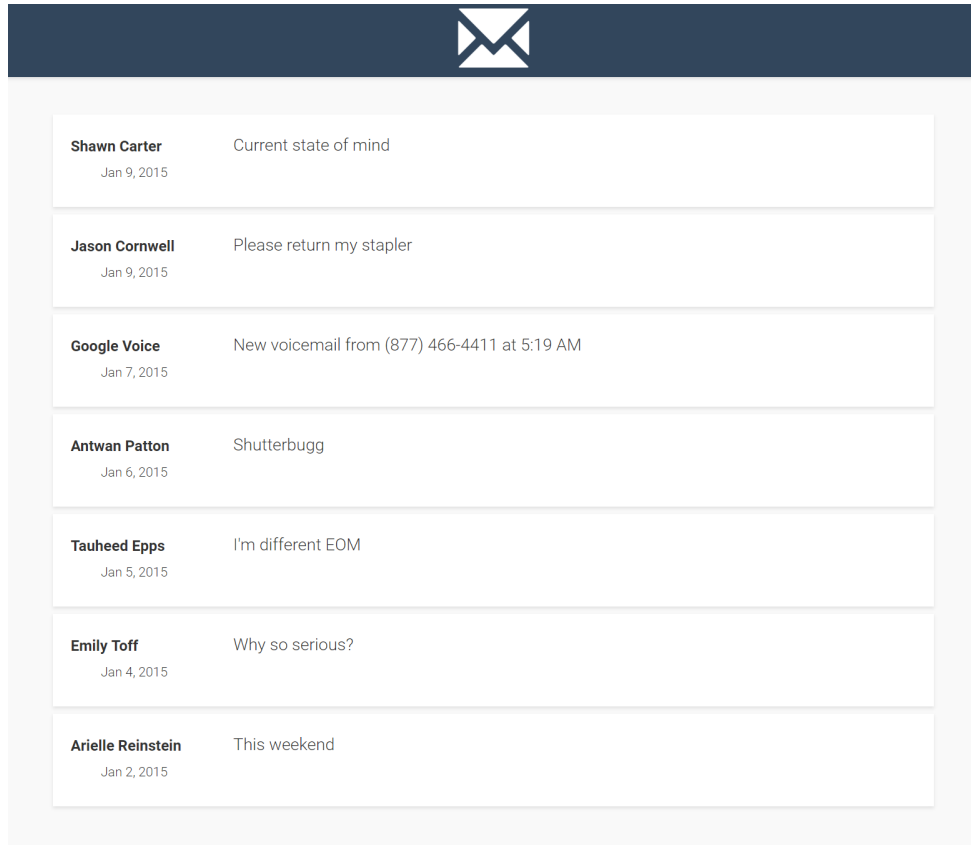 Shawn Carter
Current state of mind
Jan 9, 2015
Jason Cornwell
Please return my stapler
Jan 9, 2015
Google Voice
New voicemail from (877) 466-4411 at 5:19 AM
Jan 7, 2015
Antwan Patton
Shutterbugg
Jan 6, 2015
Tauheed Epps
I'm different EOM
Jan 5, 2015
Emily Toff
Why so serious?
Jan 4, 2015
Arielle Reinstein
This weekend
Jan 2, 2015